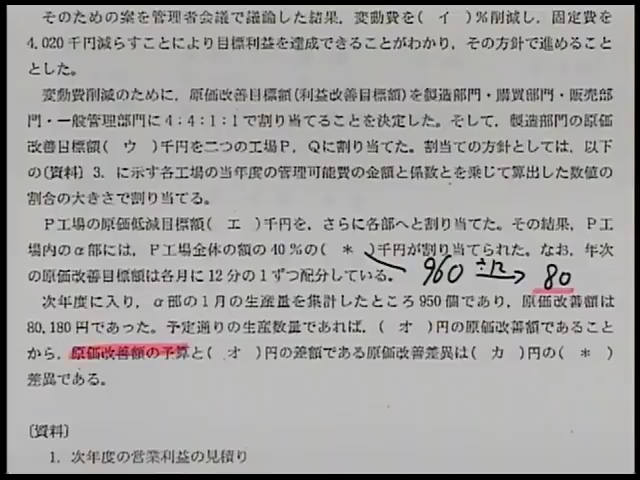 そのための案を管理者会議で議論した結果，変動費を( イ )％削減し，固定費を
4,020千円減らすことにより目標利益を達成できることがわかり，その方針で進めること
とした。
変動費削減のために，原価改善目標額(利益改善目標額)を製造部門・購買部門・販売部
門・一般管理部門に4：4：1：1で割り当てることを決定した。そして，製造部門の原価
改善目標額( ウ )千円を二つの工場P，Qに割り当てた。割当ての方針としては，以下
の〔資料〕3．に示す各工場の当年度の管理可能費の金額と係数とを乗じて算出した数値の
割合の大きさで割り当てる。
P工場の原価低減目標額( エ )千円を，さらに各部へと割り当てた。その結果，P工
場内のα部には，P工場全体の額の40％の( ＊ )千円が割り当てられた。なお，年次
の原価改善目標額は各月に12分の1ずつ配分している。
960 ÷12 → 80
次年度に入り，α部の1月の生産量を集計したところ950個であり，原価改善額は
80,180円であった。予定通りの生産数量であれば，( オ )円の原価改善額であること
から，原価改善額の予算と( オ )円の差額である原価改善差異は( カ )円の( ＊ )
差異である。
〔資料〕
1．次年度の営業利益の見積り